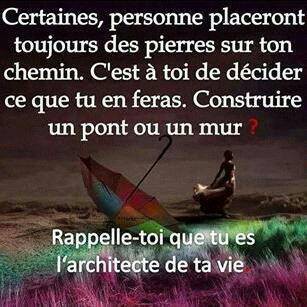 Certaines, personne placeront
toujours des pierres sur ton
chemin. C'est à toi de décider
ce que tu en feras. Construire
un pont ou un mur ?
Rappelle-toi que tu es
l'architecte de ta vie.